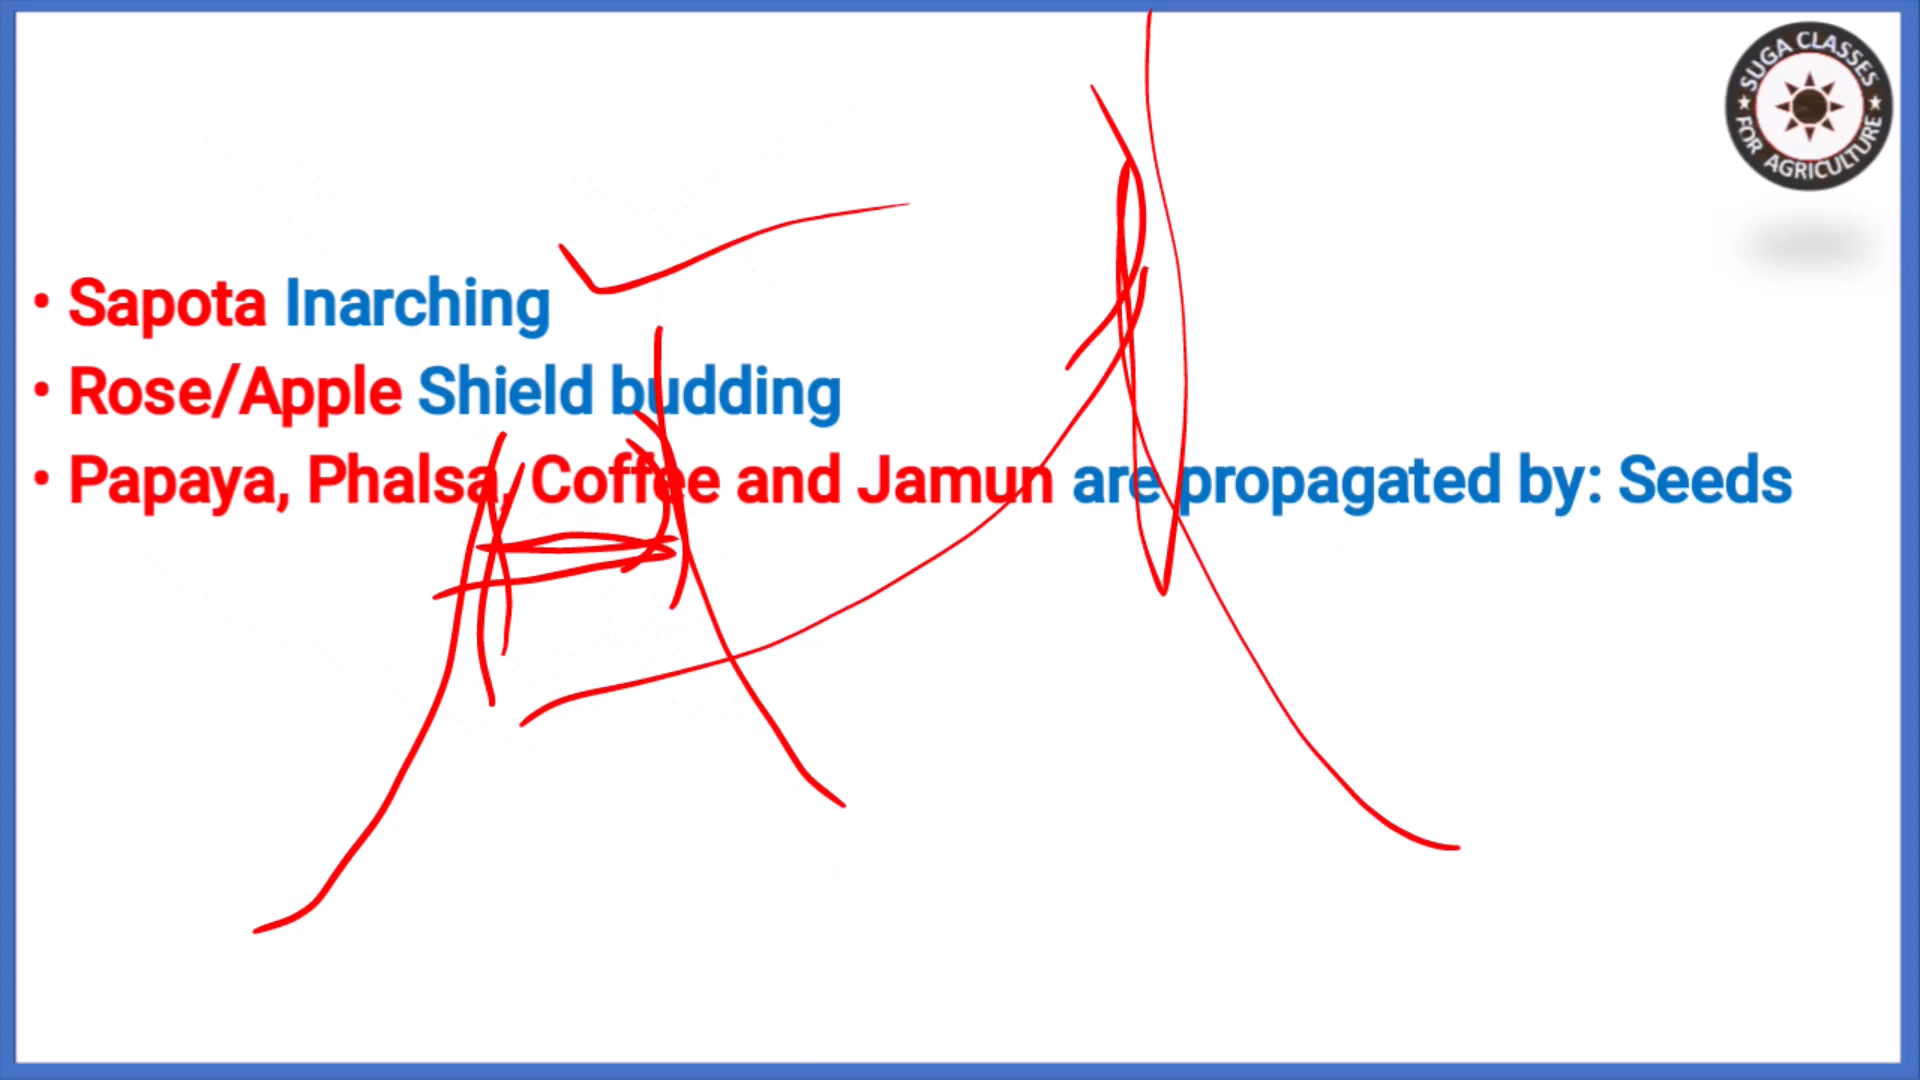 SUGA CLASSES
★ FOR AGRICULTURE ★
• Sapota Inarching
• Rose/Apple Shield budding
• Papaya, Phalsa, Coffee and Jamun are propagated by: Seeds